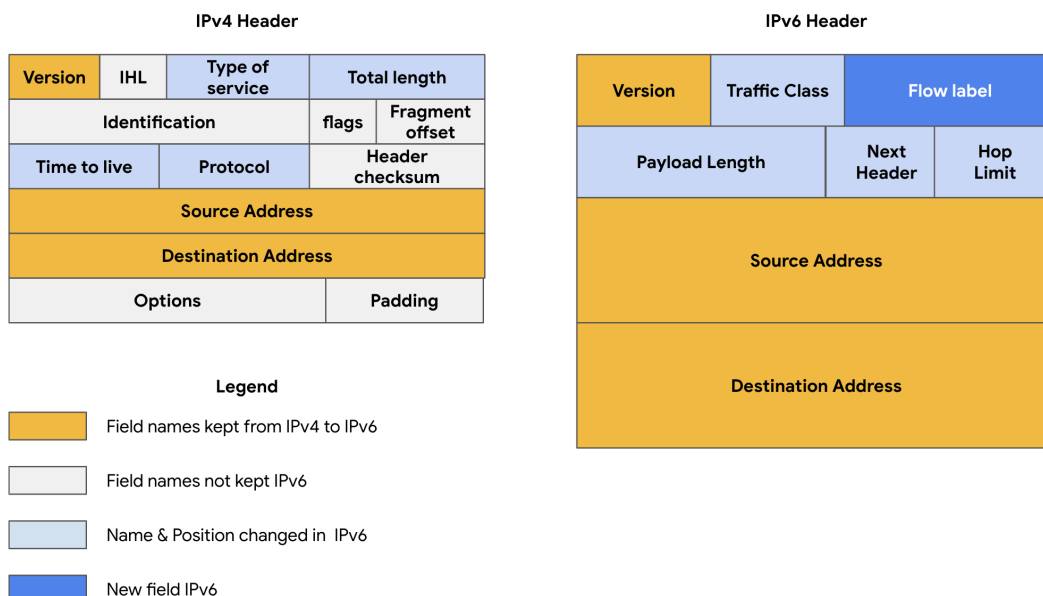 IPv4 Header
Version
IHL
Type of
service
Total length
Identification
flags
Fragment
offset
Time to live
Protocol
Header
checksum
Source Address
Destination Address
Options
Padding
IPv6 Header
Version
Traffic Class
Flow label
Payload Length
Next
Header
Hop
Limit
Source Address
Destination Address
Legend
Field names kept from IPv4 to IPv6
Field names not kept IPv6
Name & Position changed in IPv6
New field IPv6